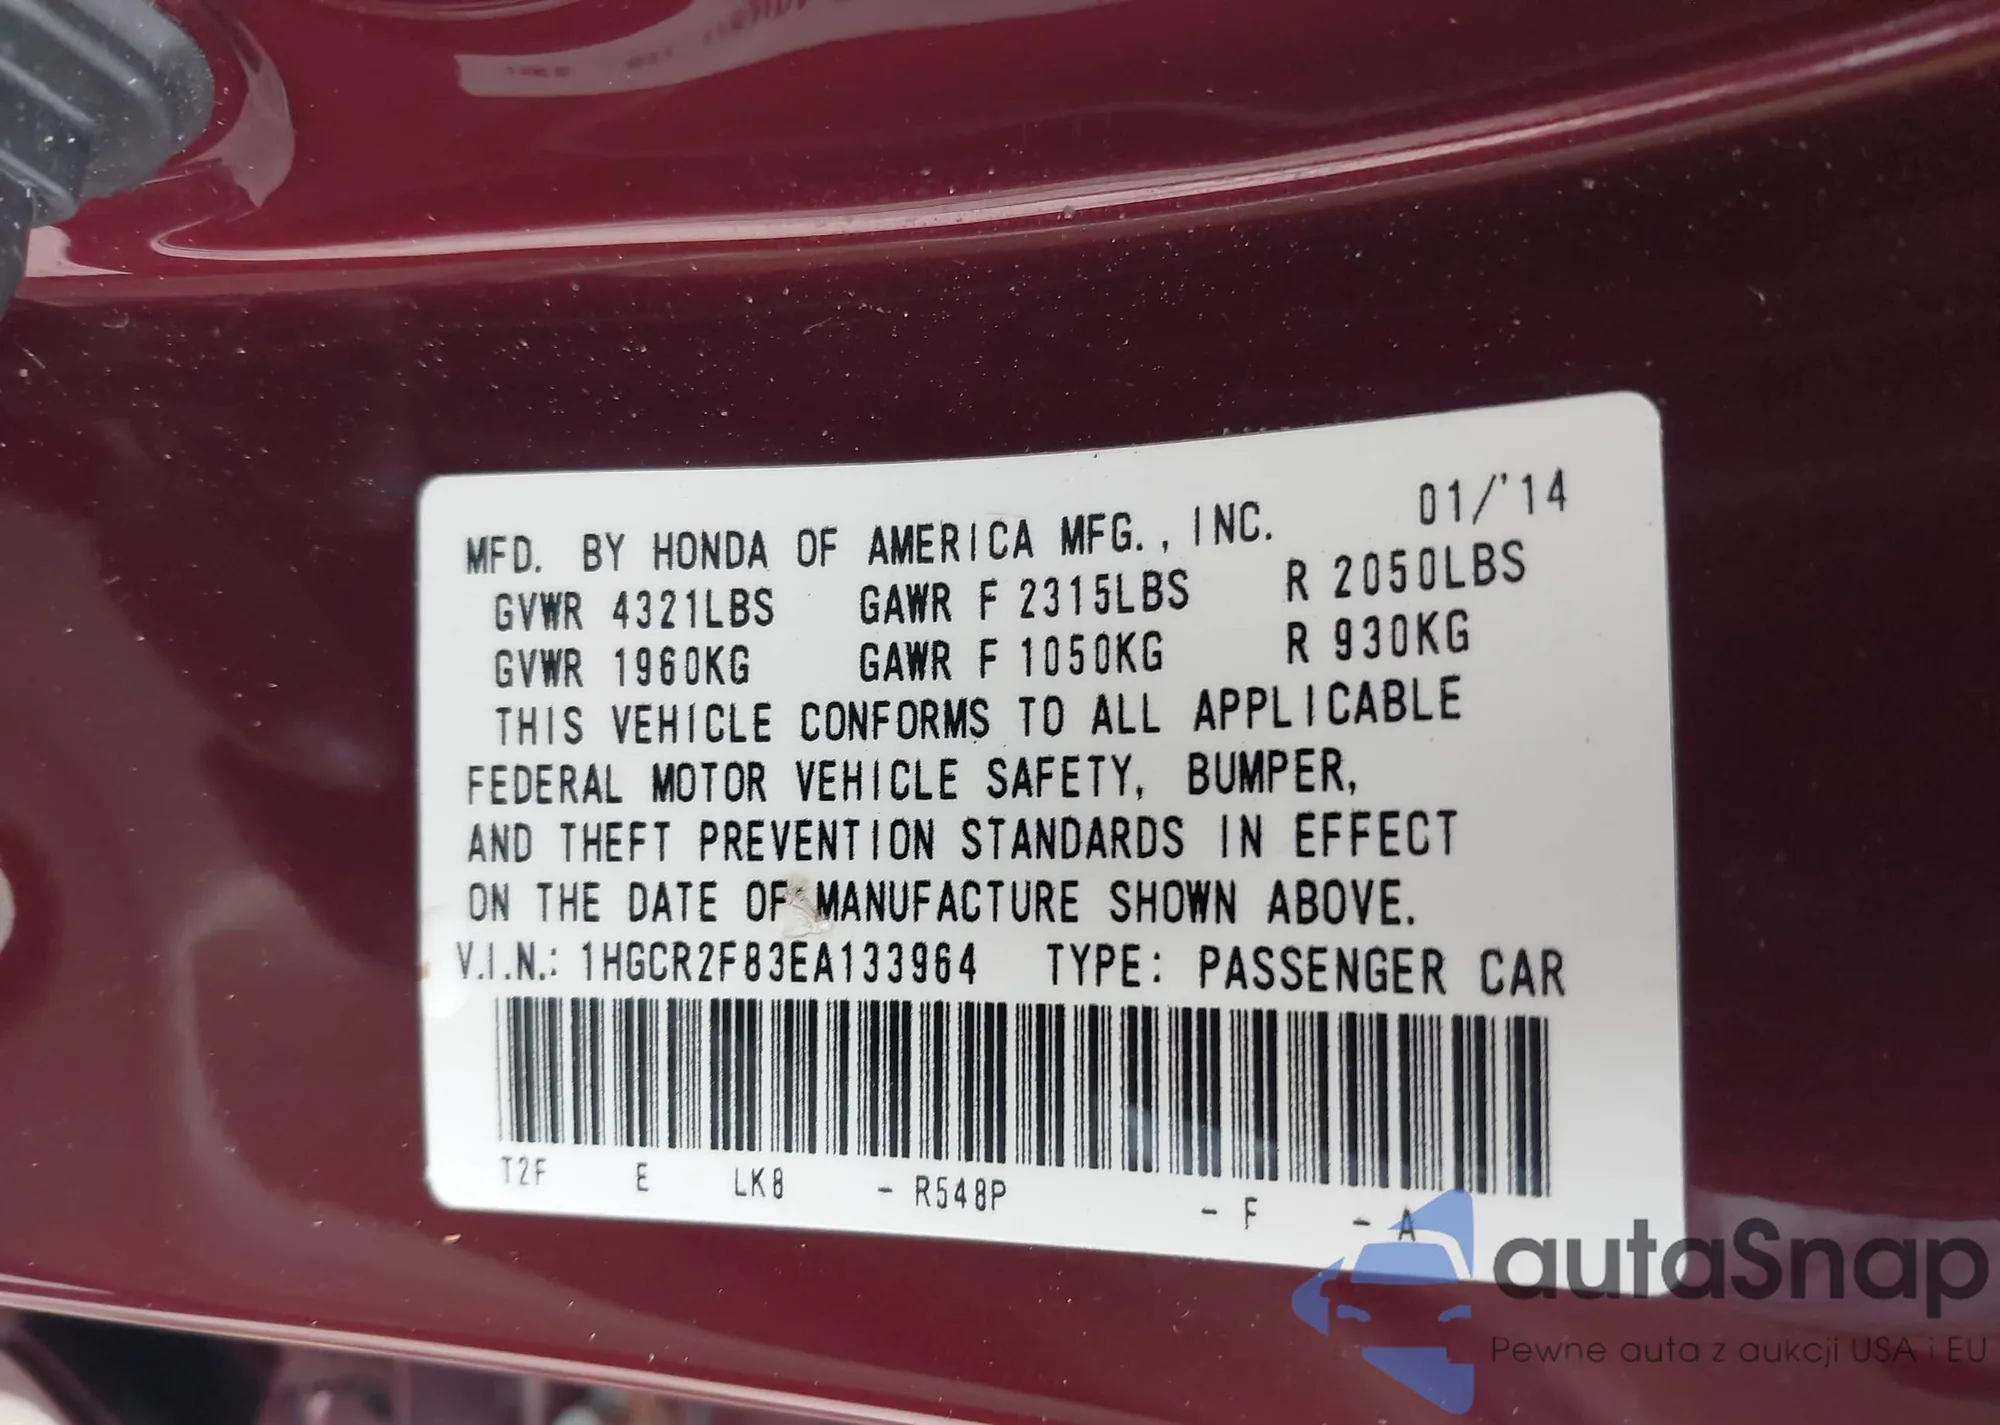 MFD. BY HONDA OF AMERICA MFG., INC. 01/'14
GVWR 4321LBS GAWR F 2315LBS R 2050LBS
GVWR 1960KG GAWR F 1050KG R 930KG
THIS VEHICLE CONFORMS TO ALL APPLICABLE
FEDERAL MOTOR VEHICLE SAFETY, BUMPER,
AND THEFT PREVENTION STANDARDS IN EFFECT
ON THE DATE OF MANUFACTURE SHOWN ABOVE.
V.I.N.: 1HGCR2F83EA133964 TYPE: PASSENGER CAR
T2F E LK8 - R548P - F - A
autaSnap
Pewne auta z aukcji USA i EU